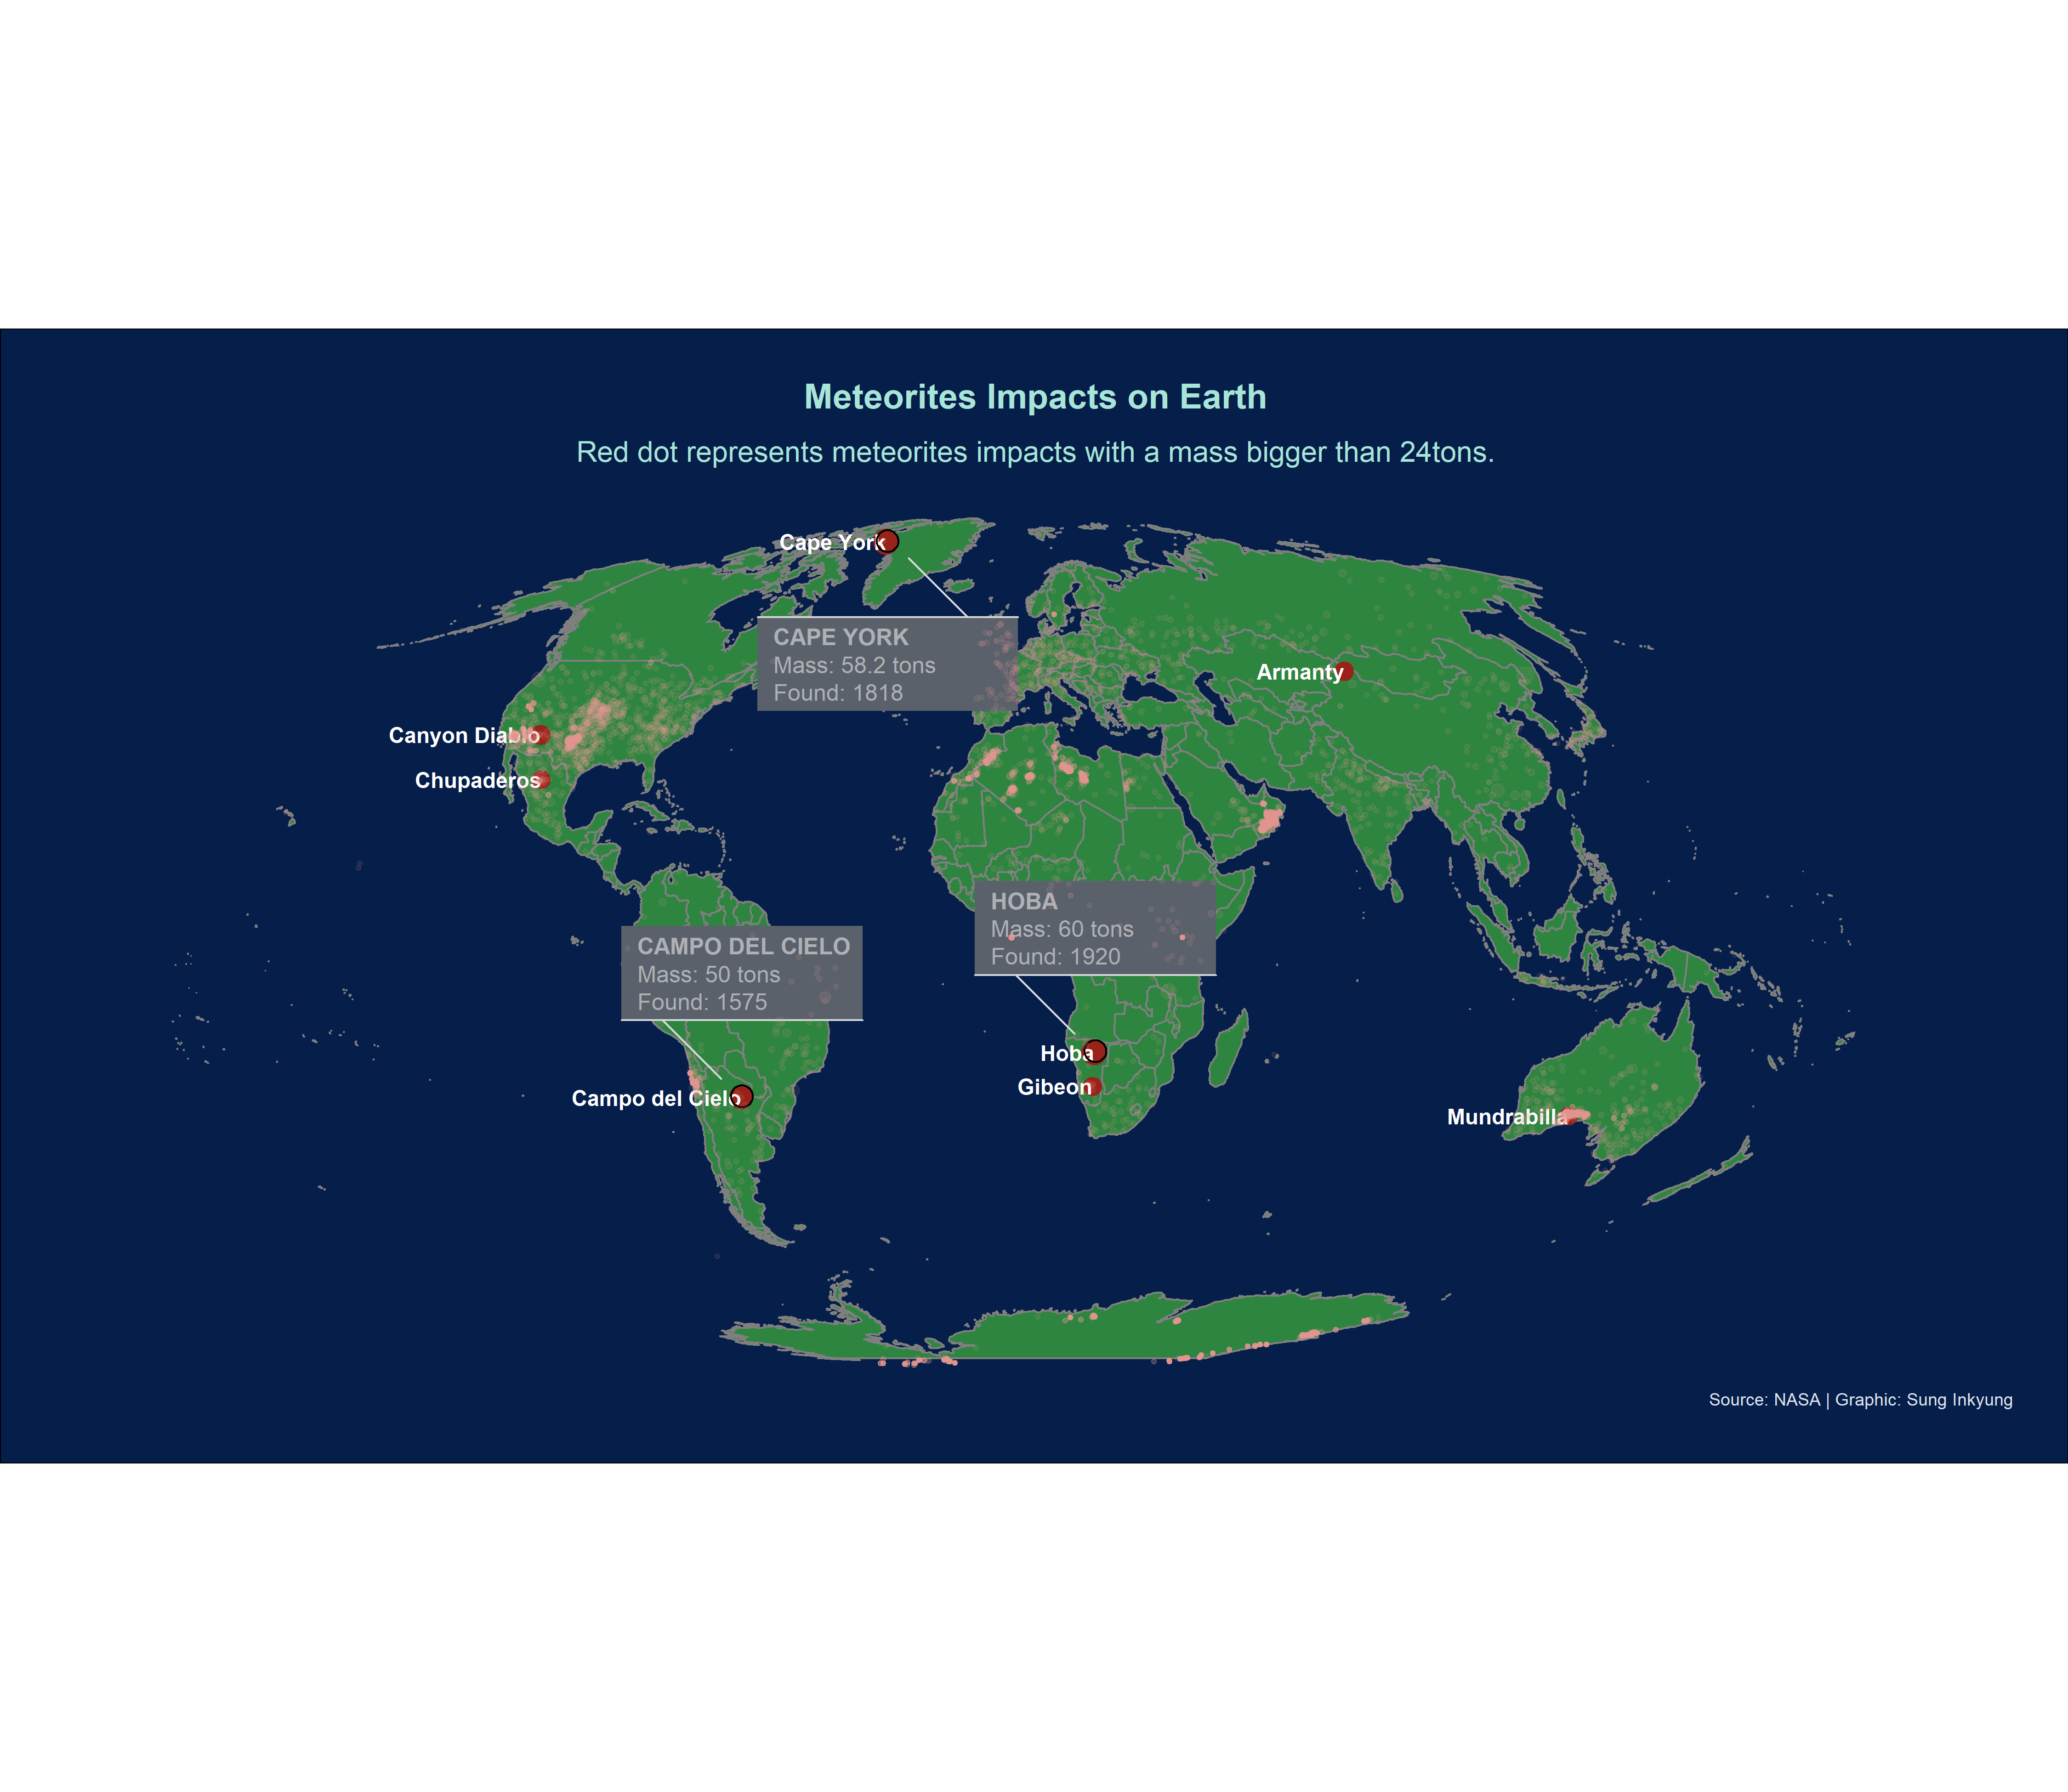 Meteorites Impacts on Earth
Red dot represents meteorites impacts with a mass bigger than 24tons.
Cape York
CAPE YORK
Mass: 58.2 tons
Found: 1818
Armanty
Canyon Diablo
Chupaderos
HOBA
Mass: 60 tons
Found: 1920
CAMPO DEL CIELO
Mass: 50 tons
Found: 1575
Hoba
Gibeon
Campo del Cielo
Mundrabilla
Source: NASA | Graphic: Sung Inkyung